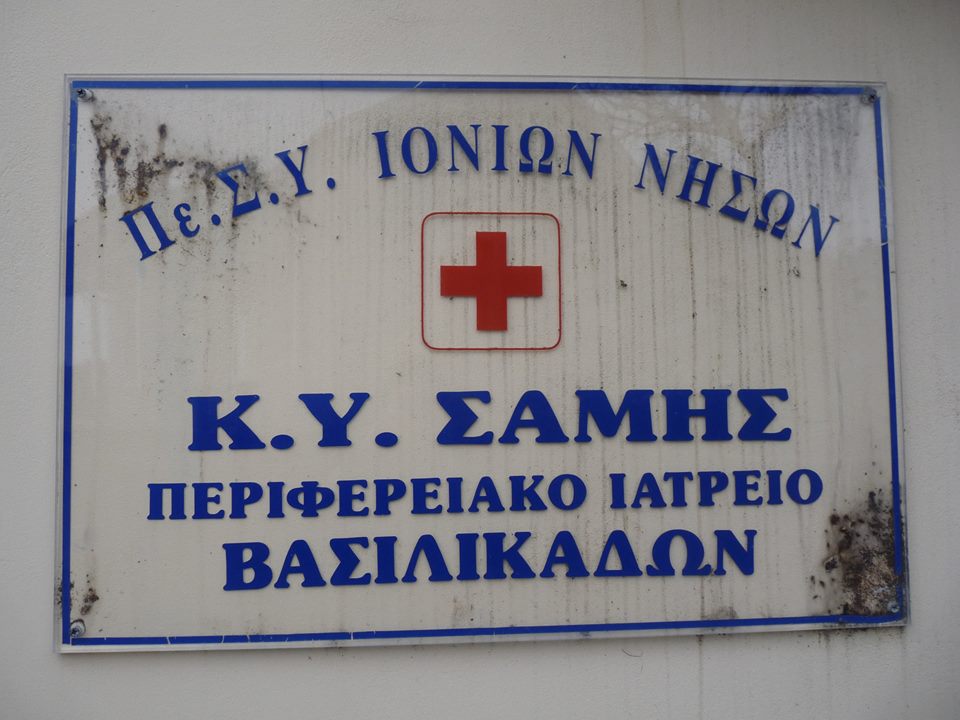 Πε.Σ.Υ. ΙΟΝΙΩΝ ΝΗΣΩΝ
Κ.Υ. ΣΑΜΗΣ
ΠΕΡΙΦΕΡΕΙΑΚΟ ΙΑΤΡΕΙΟ
ΒΑΣΙΛΙΚΑΔΩΝ